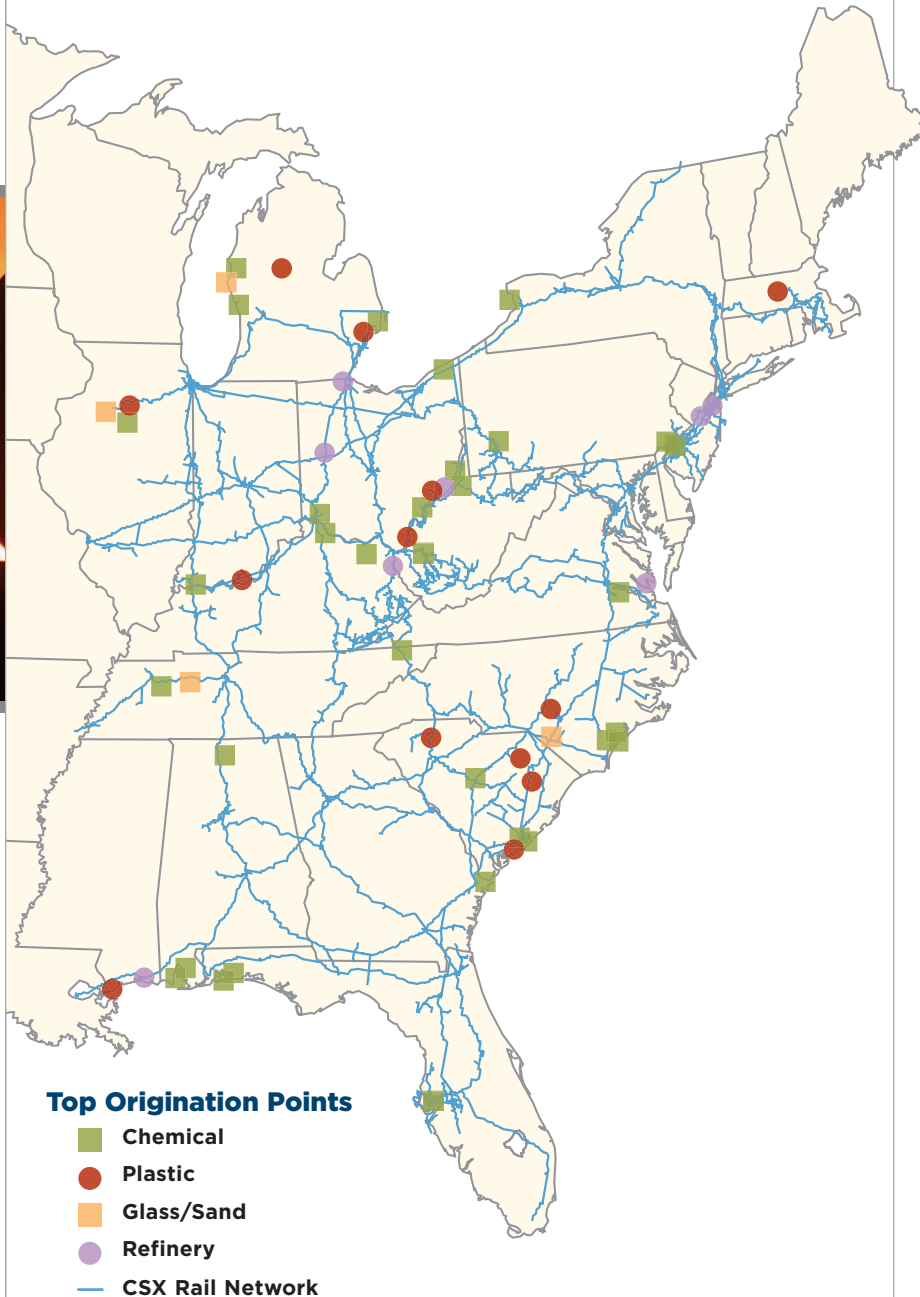 Top Origination Points
Chemical
Plastic
Glass/Sand
Refinery
CSX Rail Network